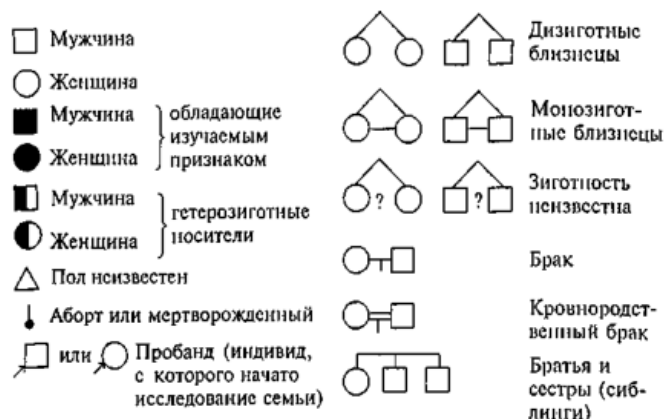 Мужчина
Женщина
Мужчина
Женщина
обладающие
изучаемым
признаком
Мужчина
Женщина
гетерозиготные
носители
Пол неизвестен
Аборт или мертворожденный
или
Пробанд (индивид,
с которого начато
исследование семьи)
Дизиготные
близнецы
Монозигот-
ные близнецы
? ?
Зиготность
неизвестна
Брак
Кровнородст-
венный брак
Братья и
сестры (сиб-
линги)